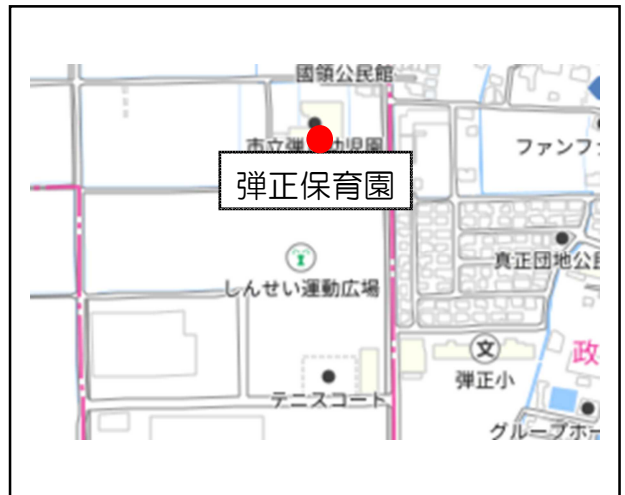 國領公民館
市立弾
幼児園
ファンフ
弾正保育園
真正団地公
しんせい運動広場
文
弾正小
政
テニスコート
グループホー